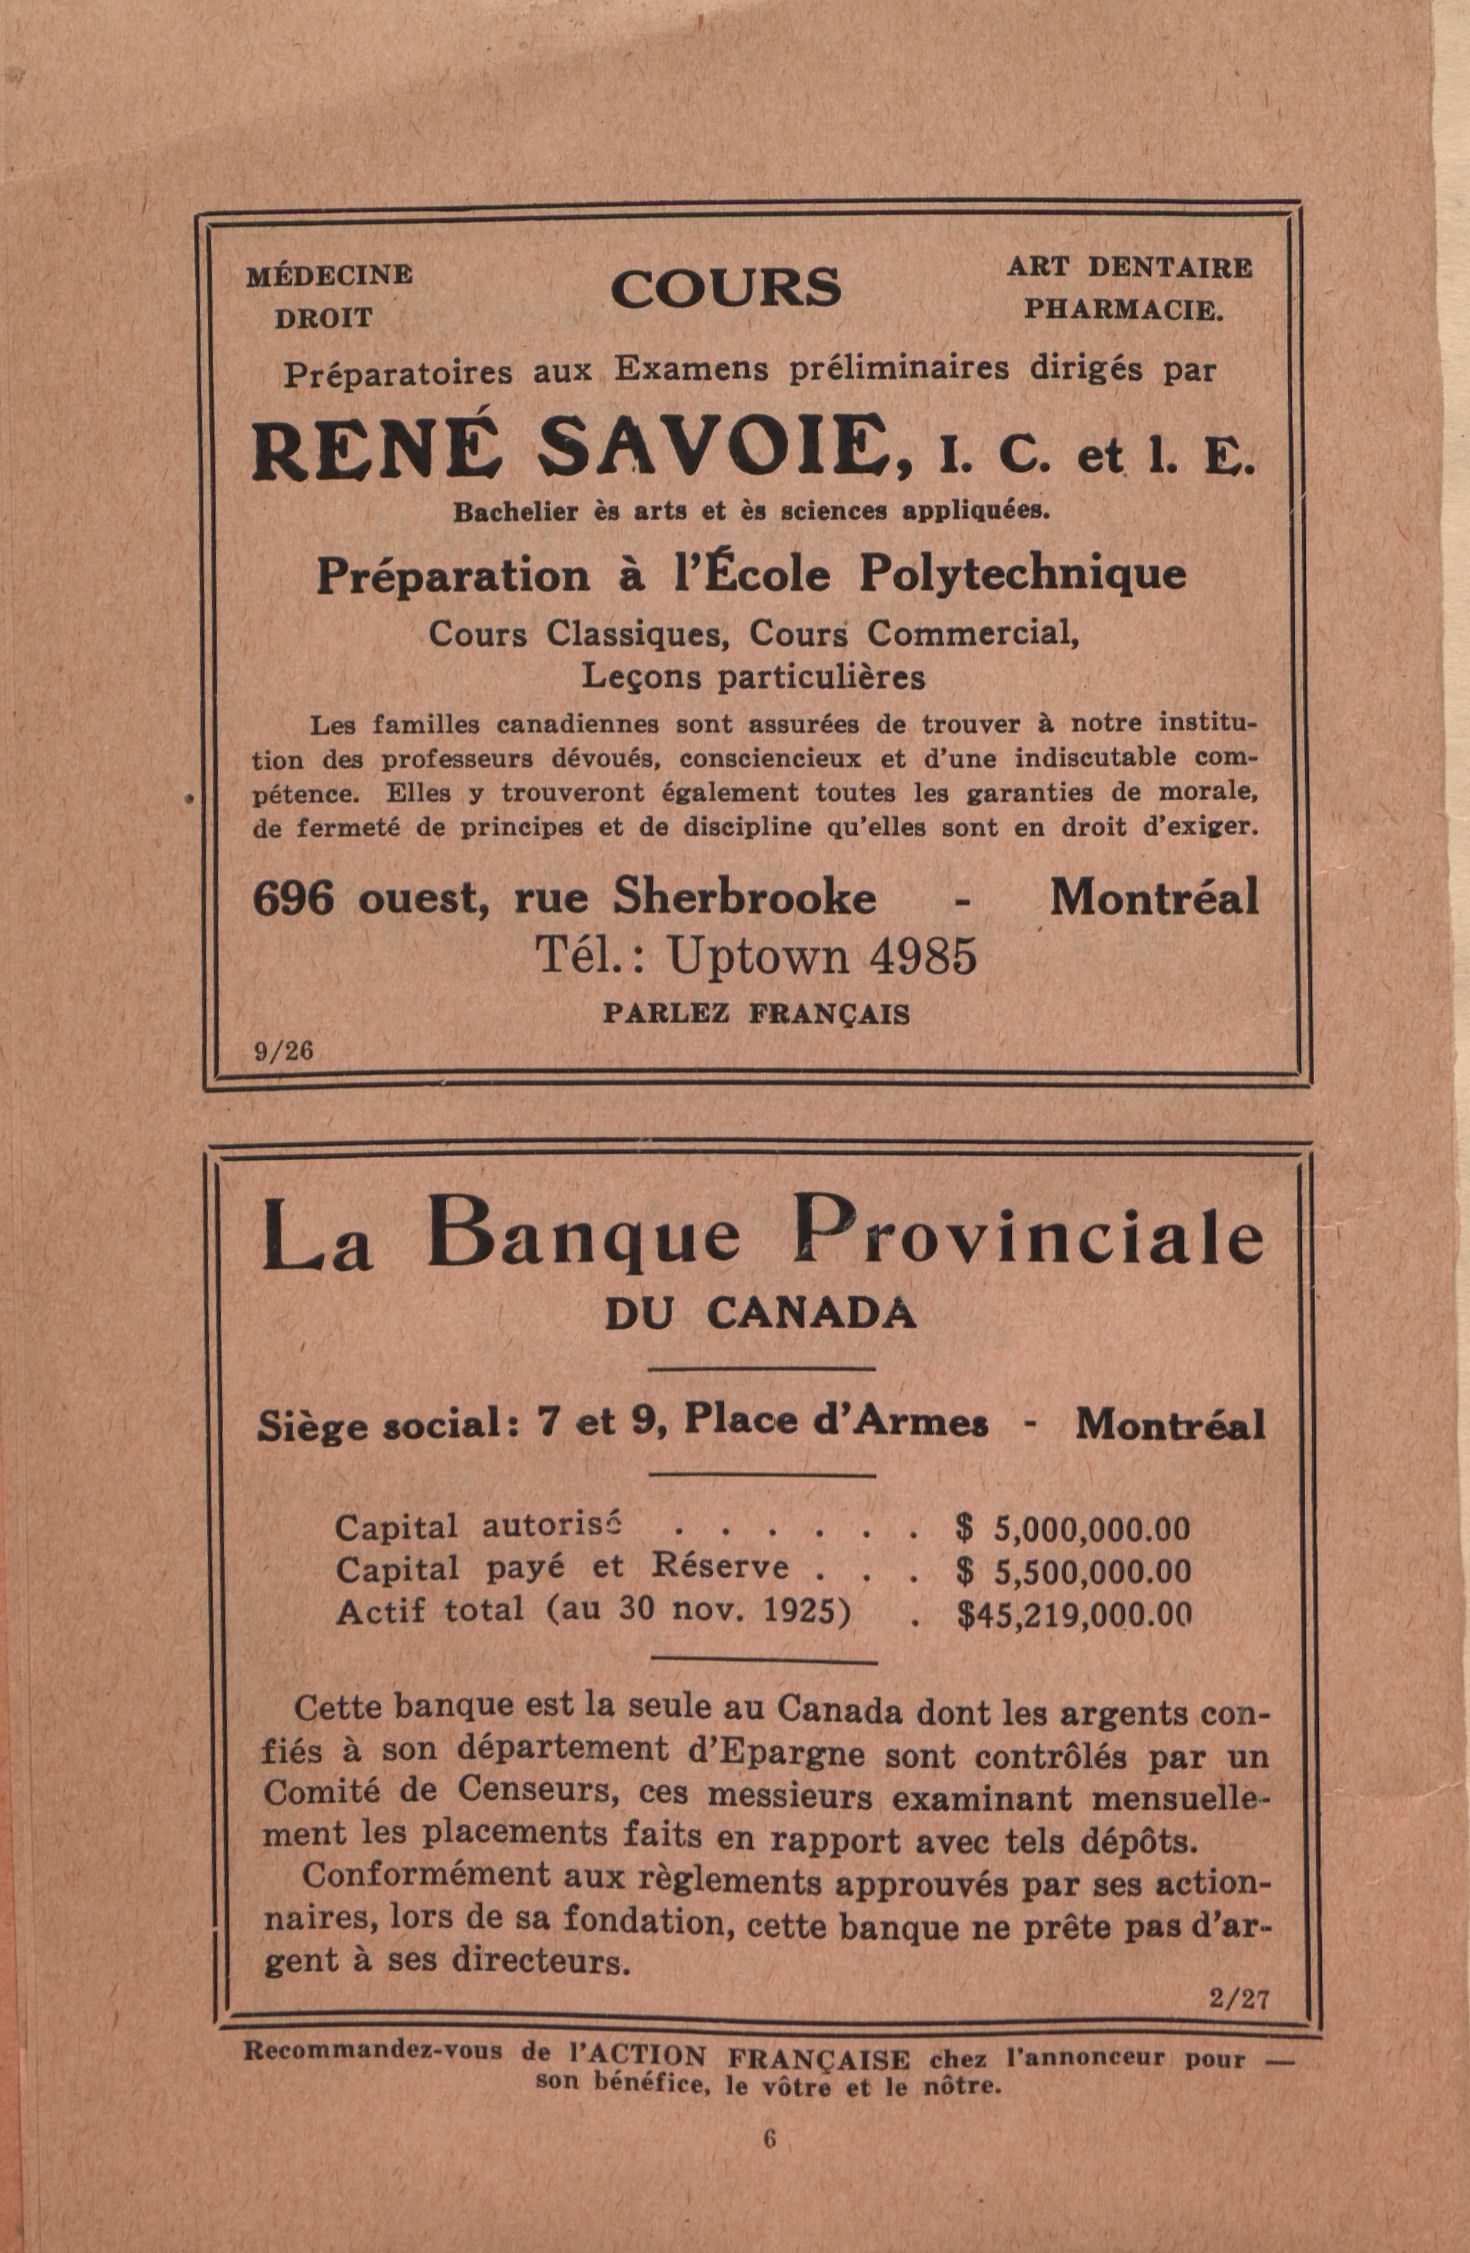 MÉDECINE
DROIT
COURS
ART DENTAIRE
PHARMACIE.
Préparatoires aux Examens préliminaires dirigés par
RENÉ SAVOIE, I. C. et I. E.
Bachelier ès arts et ès sciences appliquées.
Préparation à l'École Polytechnique
Cours Classiques, Cours Commercial,
Leçons particulières
Les familles canadiennes sont assurées de trouver à notre institu-
tion des professeurs dévoués, consciencieux et d'une indiscutable com-
pétence. Elles y trouveront également toutes les garanties de morale,
de fermeté de principes et de discipline qu'elles sont en droit d'exiger.
696 ouest, rue Sherbrooke - Montréal
Tél.: Uptown 4985
PARLEZ FRANÇAIS
9/26
La Banque Provinciale
DU CANADA
Siège social: 7 et 9, Place d'Armes - Montréal
Capital autorisé . . . . . . $ 5,000,000.00
Capital payé et Réserve . . . $ 5,500,000.00
Actif total (au 30 nov. 1925) . $45,219,000.00
Cette banque est la seule au Canada dont les argents con-
fiés à son département d'Epargne sont contrôlés par un
Comité de Censeurs, ces messieurs examinant mensuelle-
ment les placements faits en rapport avec tels dépôts.
Conformément aux règlements approuvés par ses action-
naires, lors de sa fondation, cette banque ne prête pas d'ar-
gent à ses directeurs.
2/27
Recommandez-vous de l'ACTION FRANÇAISE chez l'annonceur pour —
son bénéfice, le vôtre et le nôtre.
6